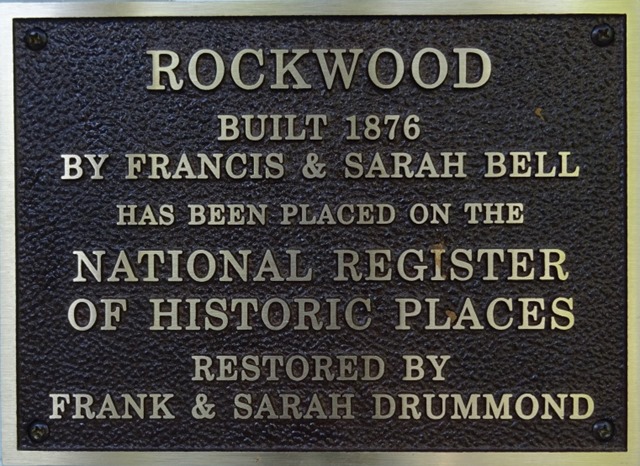 ROCKWOOD
BUILT 1876
BY FRANCIS & SARAH BELL
HAS BEEN PLACED ON THE
NATIONAL REGISTER
OF HISTORIC PLACES
RESTORED BY
FRANK & SARAH DRUMMOND